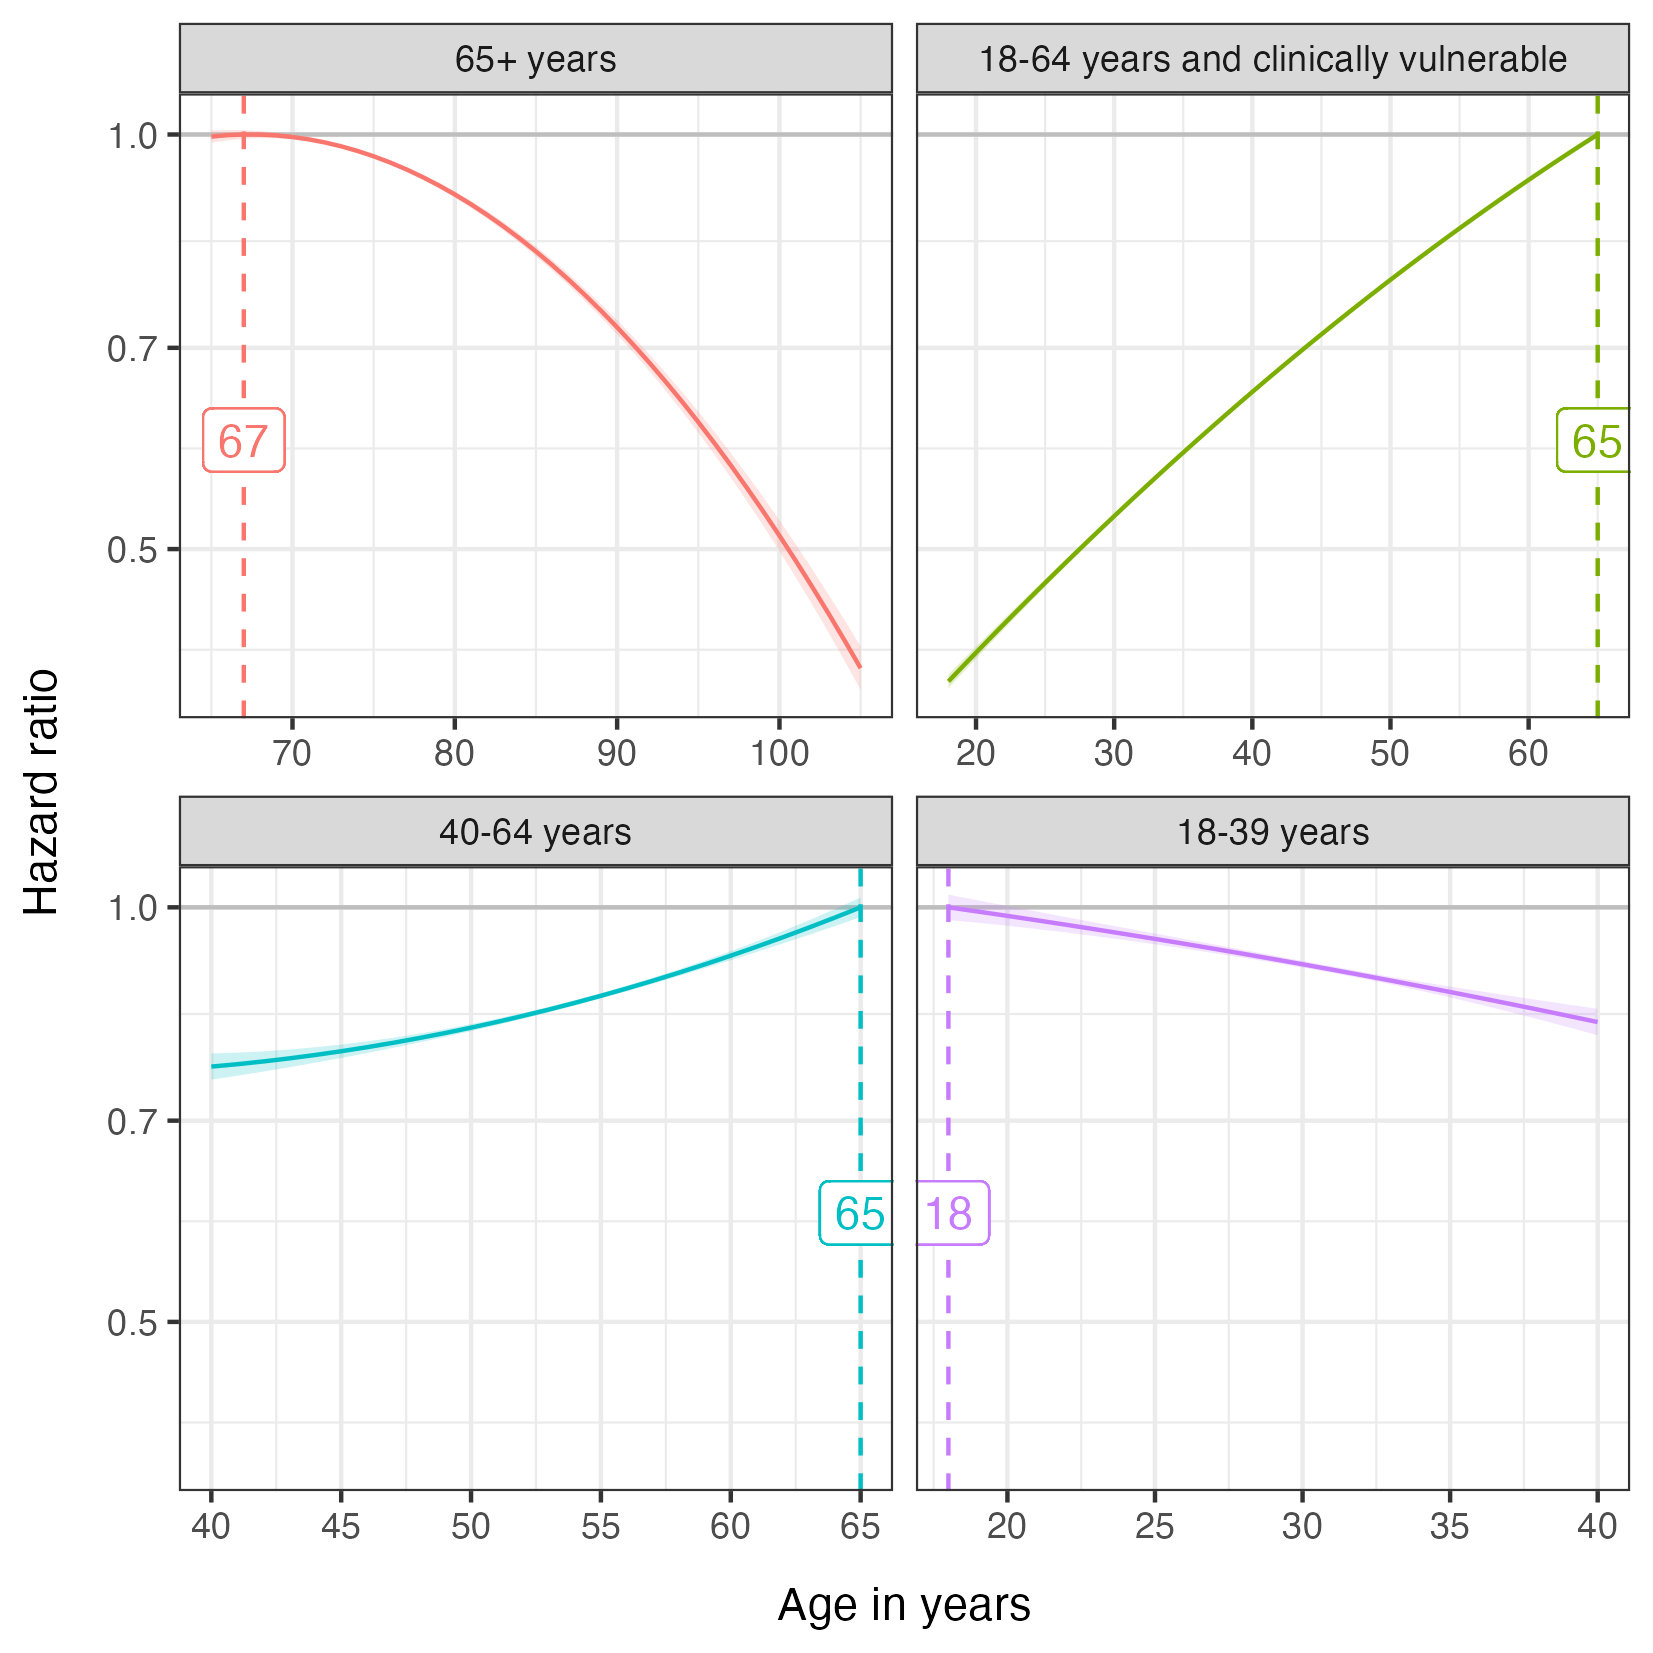 65+ years
18-64 years and clinically vulnerable
1.0
0.7
0.5
67
65
70 80 90 100
20 30 40 50 60
Hazard ratio
40-64 years
18-39 years
1.0
0.7
0.5
65
18
40 45 50 55 60 65
20 25 30 35 40
Age in years